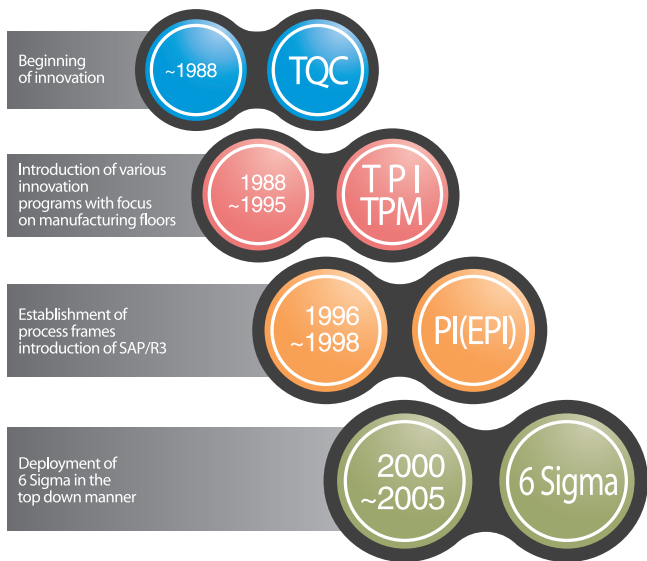 Beginning
of innovation
~1988
TQC
Introduction of various
innovation
programs with focus
on manufacturing floors
1988
~1995
T P I
TPM
Establishment of
process frames
introduction of SAP/R3
1996
~1998
PI(EPI)
Deployment of
6 Sigma in the
top down manner
2000
~2005
6 Sigma